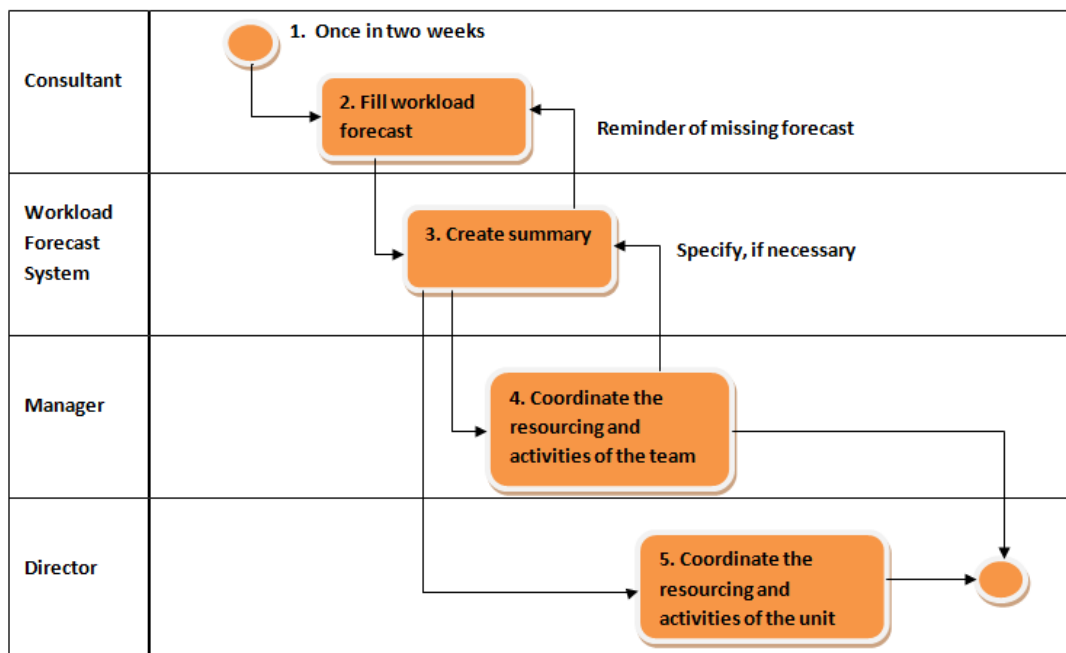 1. Once in two weeks
Consultant
2. Fill workload
forecast
Reminder of missing forecast
Workload
Forecast
System
3. Create summary
Specify, if necessary
Manager
4. Coordinate the
resourcing and
activities of the team
Director
5. Coordinate the
resourcing and
activities of the unit